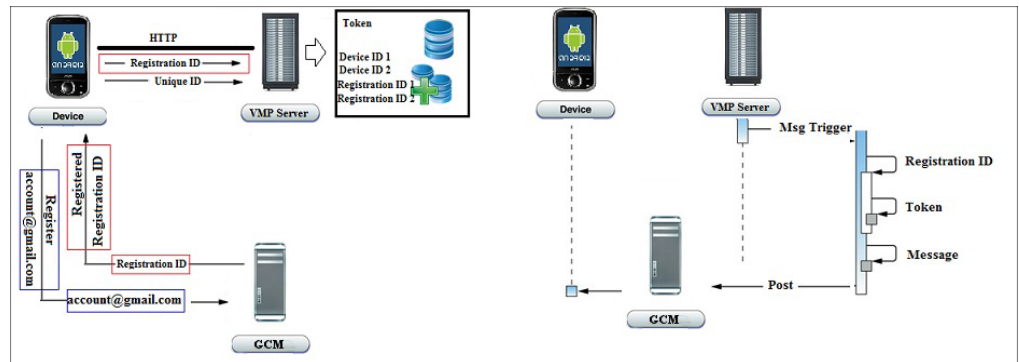 HTTP
Registration ID
Unique ID
ANDROID
Device
VMP Server
Token
Device ID 1
Device ID 2
Registration ID 1
Registration ID 2
Register
account@gmail.com
Registered
Registration ID
Registration ID
account@gmail.com
GCM
ANDROID
Device
VMP Server
Msg Trigger
Registration ID
Token
Message
Post
GCM